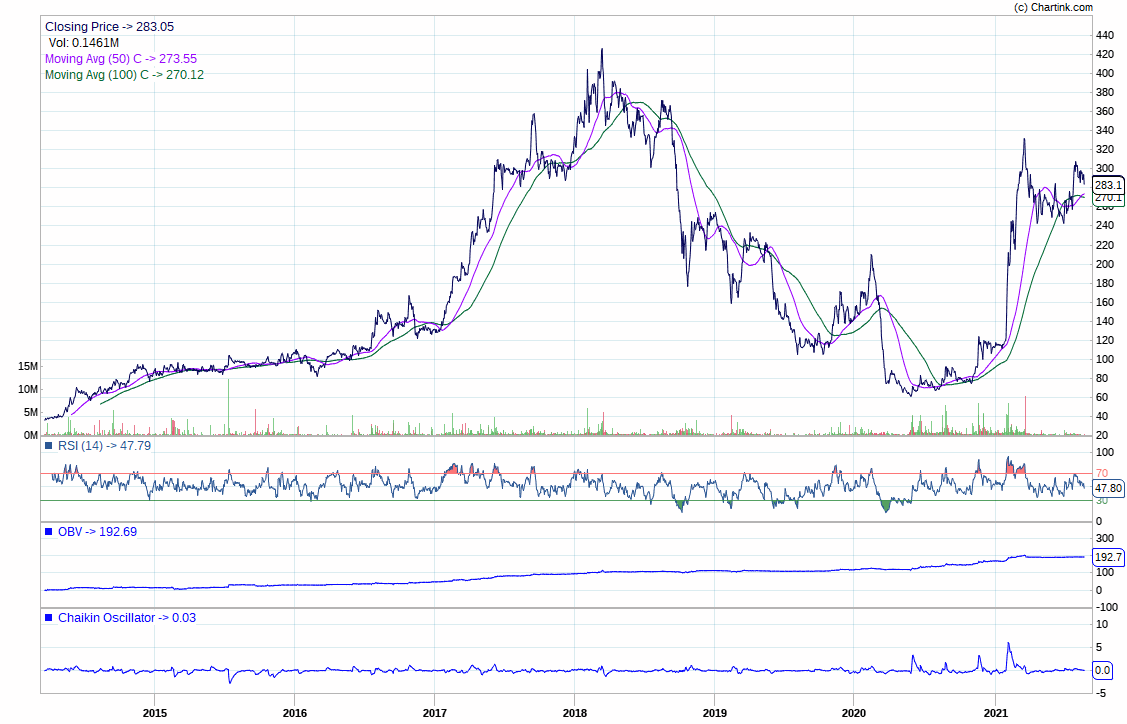 (c) Chartink.com
Closing Price -> 283.05
Vol: 0.1461M
Moving Avg (50) C -> 273.55
Moving Avg (100) C -> 270.12
440
420
400
380
360
340
320
300
283.1
270.1
260
240
220
200
180
160
140
120
100
80
60
40
20
15M
10M
5M
0M
RSI (14) -> 47.79
100
70
47.80
30
0
OBV -> 192.69
300
192.7
100
0
-100
Chaikin Oscillator -> 0.03
10
5
0.0
-5
2015 2016 2017 2018 2019 2020 2021